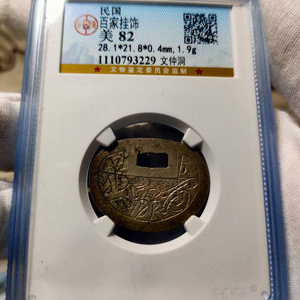 民国
百家挂饰
美 82
28.1*21.8*0.4mm,1.9g
1110793229 文仲洞
★文物鉴定委员会监制★